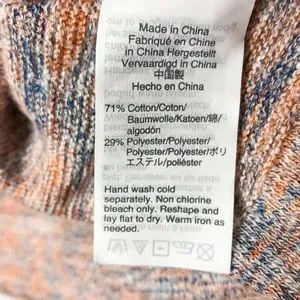 Made in China
Fabriqué en Chine
in China Hergestellt
Vervaardigd in China
中国製
Hecho en China
71% Cotton/Coton/
Baumwolle/Katoen/綿/
algodón
29% Polyester/Polyester/
Polyester/Polyester/ポリ
エステル/poliéster
Hand wash cold
separately. Non chlorine
bleach only. Reshape and
lay flat to dry. Warm iron as
needed.